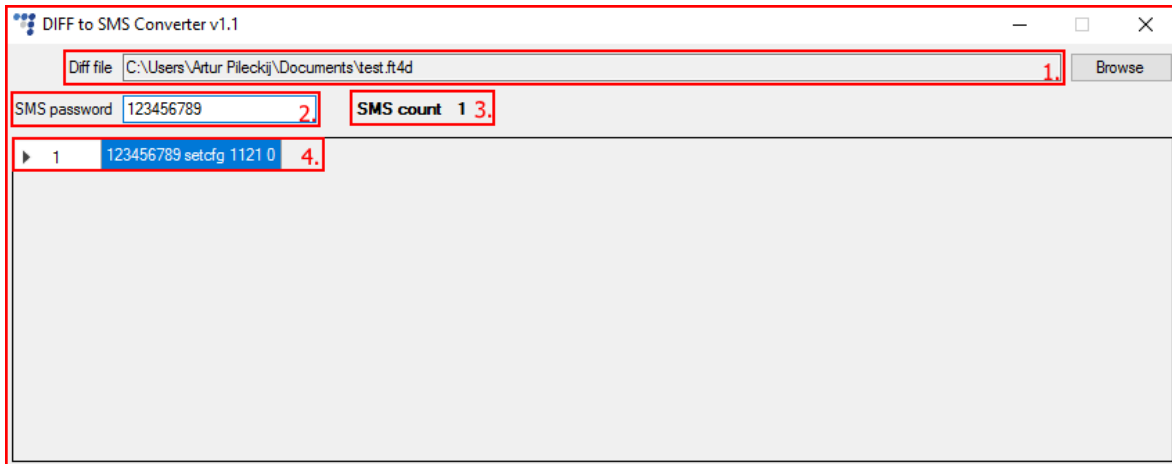 DIFF to SMS Converter v1.1
Diff file C:\Users\Artur Pileckij\Documents\test.ft4d 1. Browse
SMS password 123456789 2. SMS count 1 3.
1 123456789 setcfg 1121 0 4.